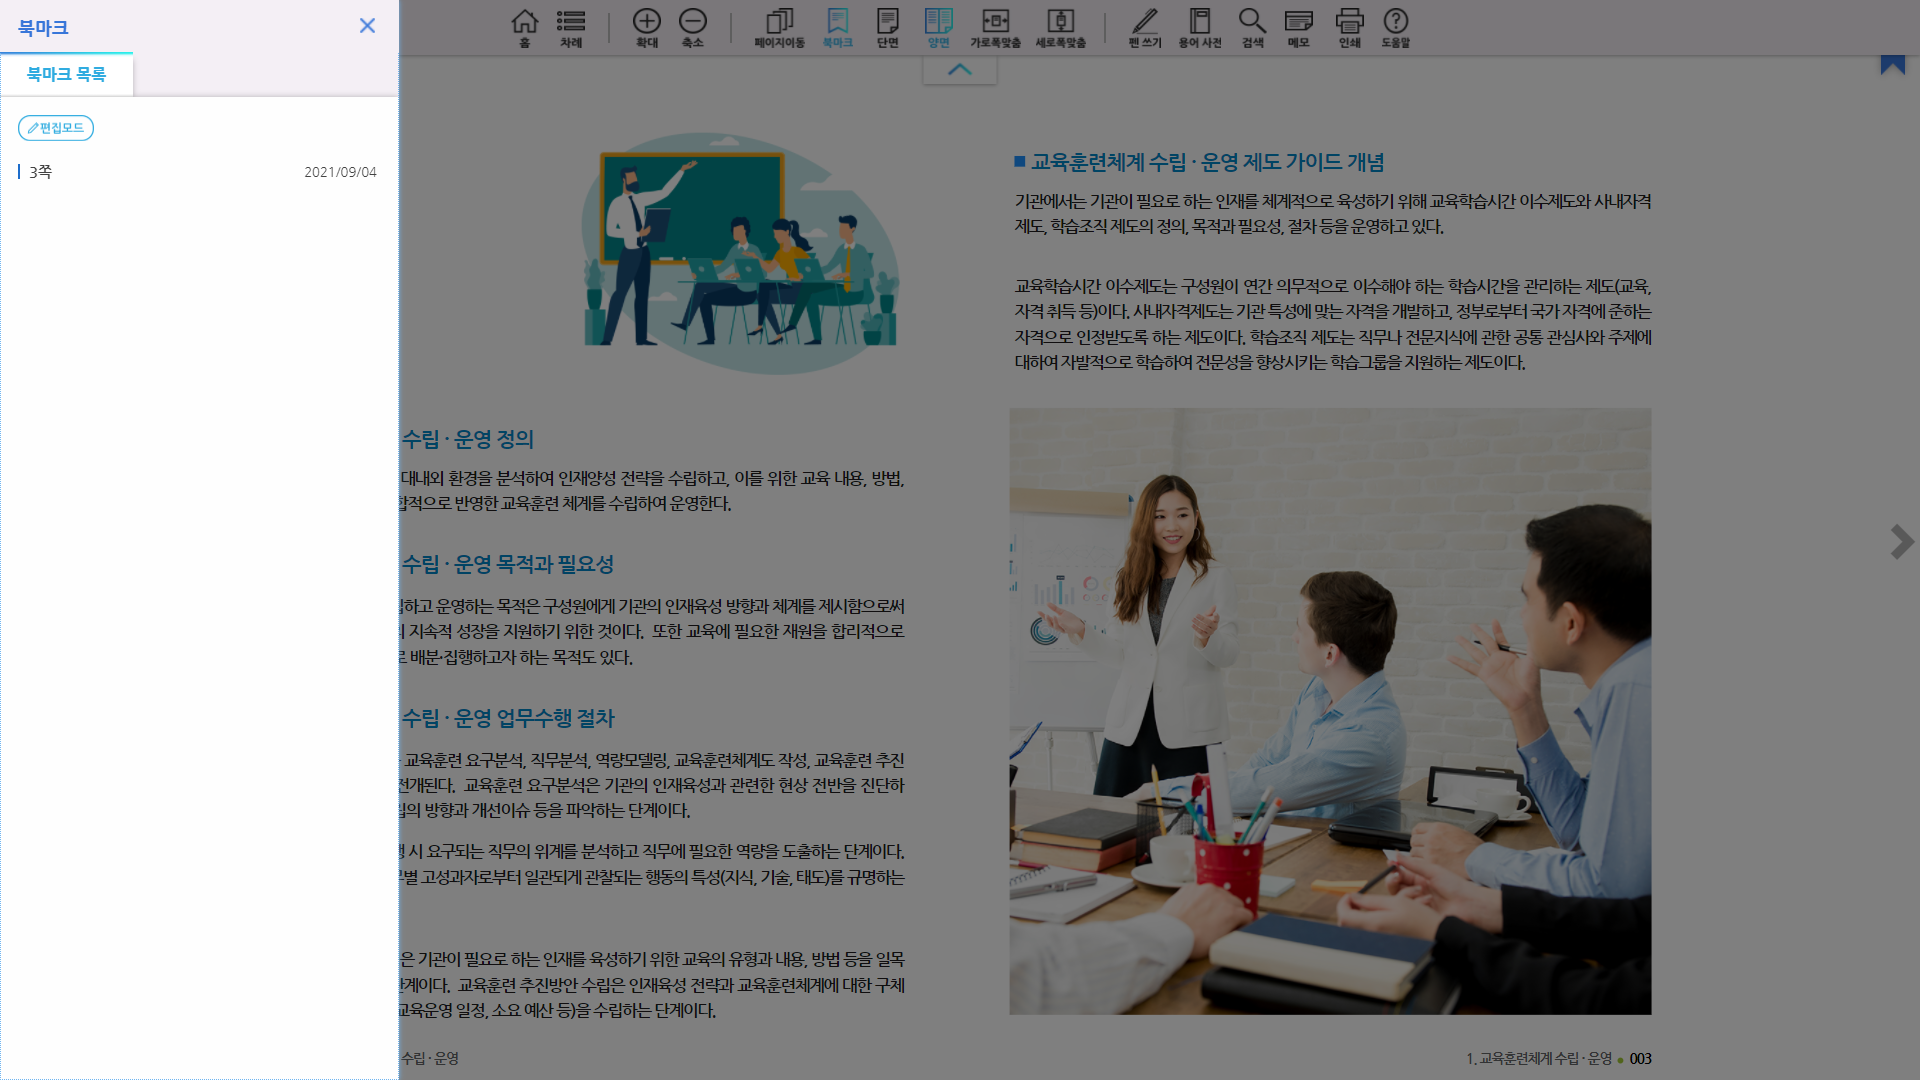 북마크
북마크 목록
편집모드
3쪽 2021/09/04
홈 차례 확대 축소 페이지이동 북마크 단면 양면 가로폭맞춤 세로폭맞춤 펜 쓰기 용어 사전 검색 메모 인쇄 도움말
수립 · 운영 정의
대내외 환경을 분석하여 인재양성 전략을 수립하고, 이를 위한 교육 내용, 방법,
합적으로 반영한 교육훈련 체계를 수립하여 운영한다.
수립 · 운영 목적과 필요성
하고 운영하는 목적은 구성원에게 기관의 인재육성 방향과 체계를 제시함으로써
지속적 성장을 지원하기 위한 것이다. 또한 교육에 필요한 재원을 합리적으로
배분·집행하고자 하는 목적도 있다.
수립 · 운영 업무수행 절차
교육훈련 요구분석, 직무분석, 역량모델링, 교육훈련체계도 작성, 교육훈련 추진
전개된다. 교육훈련 요구분석은 기관의 인재육성과 관련한 현상 전반을 진단하
의 방향과 개선이슈 등을 파악하는 단계이다.
시 요구되는 직무의 위계를 분석하고 직무에 필요한 역량을 도출하는 단계이다.
별 고성과자로부터 일관되게 관찰되는 행동의 특성(지식, 기술, 태도)를 규명하는
은 기관이 필요로 하는 인재를 육성하기 위한 교육의 유형과 내용, 방법 등을 일목
단계이다. 교육훈련 추진방안 수립은 인재육성 전략과 교육훈련체계에 대한 구체
교육운영 일정, 소요 예산 등)을 수립하는 단계이다.
수립 · 운영
■ 교육훈련체계 수립 · 운영 제도 가이드 개념
기관에서는 기관이 필요로 하는 인재를 체계적으로 육성하기 위해 교육학습시간 이수제도와 사내자격
제도, 학습조직 제도의 정의, 목적과 필요성, 절차 등을 운영하고 있다.
교육학습시간 이수제도는 구성원이 연간 의무적으로 이수해야 하는 학습시간을 관리하는 제도(교육,
자격 취득 등)이다. 사내자격제도는 기관 특성에 맞는 자격을 개발하고, 정부로부터 국가 자격에 준하는
자격으로 인정받도록 하는 제도이다. 학습조직 제도는 직무나 전문지식에 관한 공통 관심사와 주제에
대하여 자발적으로 학습하여 전문성을 향상시키는 학습그룹을 지원하는 제도이다.
1. 교육훈련체계 수립 · 운영 ● 003